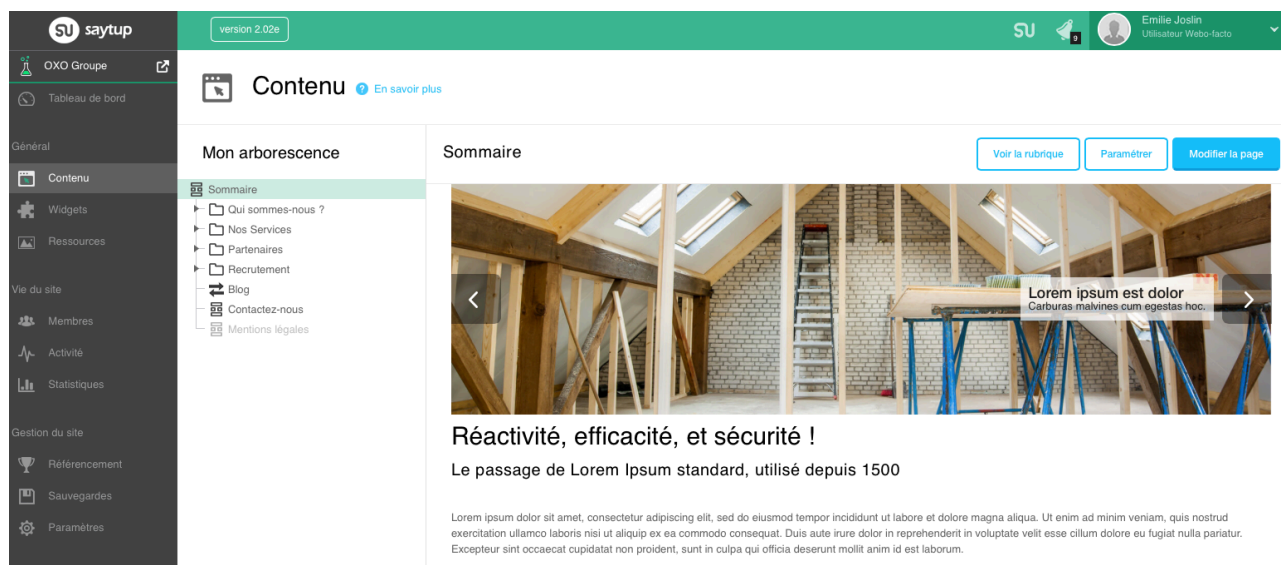 SU saytup
version 2.02e
SU
9
Emilie Joslin
Utilisateur Webo-facto
OXO Groupe
Tableau de bord
Général
Contenu
Widgets
Ressources
Vie du site
Membres
Activité
Statistiques
Gestion du site
Référencement
Sauvegardes
Paramètres
Contenu
? En savoir plus
Mon arborescence
Sommaire
Qui sommes-nous ?
Nos Services
Partenaires
Recrutement
Blog
Contactez-nous
Mentions légales
Sommaire
Voir la rubrique
Paramétrer
Modifier la page
Lorem ipsum est dolor
Carburas malvines cum egestas hoc.
Réactivité, efficacité, et sécurité !
Le passage de Lorem Ipsum standard, utilisé depuis 1500
Lorem ipsum dolor sit amet, consectetur adipiscing elit, sed do eiusmod tempor incididunt ut labore et dolore magna aliqua. Ut enim ad minim veniam, quis nostrud
exercitation ullamco laboris nisi ut aliquip ex ea commodo consequat. Duis aute irure dolor in reprehenderit in voluptate velit esse cillum dolore eu fugiat nulla pariatur.
Excepteur sint occaecat cupidatat non proident, sunt in culpa qui officia deserunt mollit anim id est laborum.